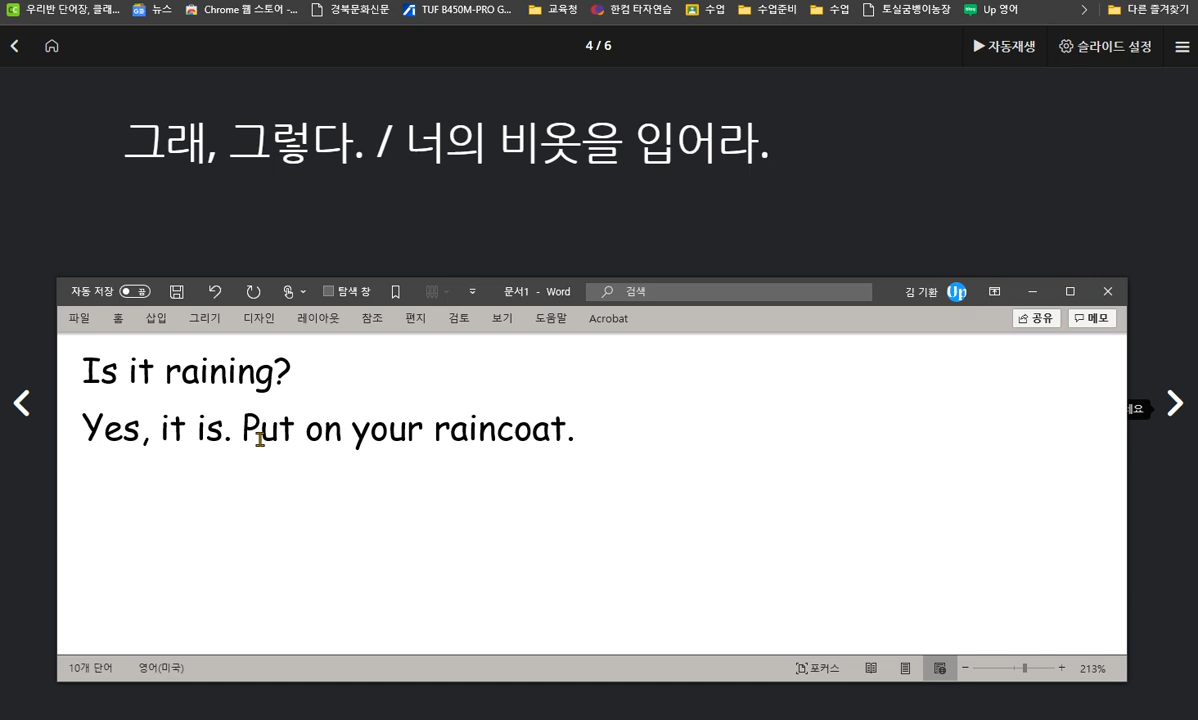 우리반 단어장, 클래... 뉴스 Chrome 웹 스토어 -... 경북문화신문 TUF B450M-PRO G... 교육청 한컴 타자연습 수업 수업준비 수업 토실굼벵이농장 Up 영어 다른 즐겨찾기
4 / 6 자동재생 슬라이드 설정
그래, 그렇다. / 너의 비옷을 입어라.
자동 저장 끔 탐색 창 문서1 - Word 검색 김 기환 Up
파일 홈 삽입 그리기 디자인 레이아웃 참조 편지 검토 보기 도움말 Acrobat 공유 메모
Is it raining?
Yes, it is. Put on your raincoat.
10개 단어 영어(미국) 포커스 213%